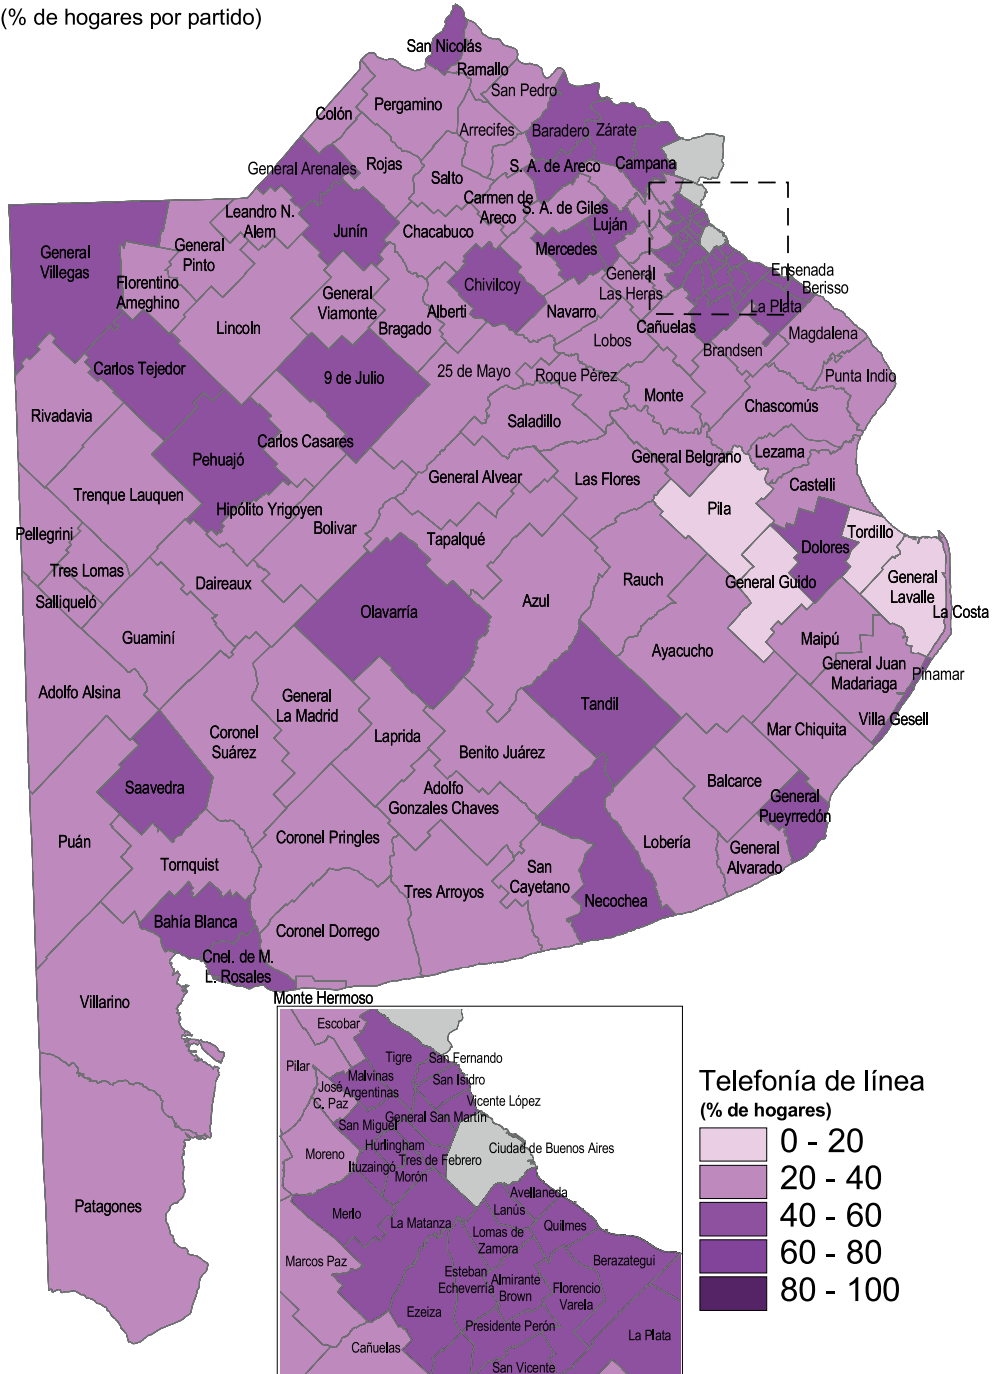 (% de hogares por partido)
San Nicolás
Ramallo
San Pedro
Pergamino
Colón
Arrecifes
Baradero
Zárate
General Arenales
Rojas
Salto
S. A. de Areco
Campana
Carmen de
Areco
S. A. de Giles
Luján
Leandro N.
Alem
Junín
Chacabuco
Mercedes
General
Villegas
General
Pinto
Florentino
Ameghino
General
Viamonte
Chivilcoy
Alberti
Bragado
Navarro
General
Las Heras
Ensenada
Berisso
La Plata
Lincoln
Cañuelas
Lobos
Brandsen
Magdalena
Carlos Tejedor
9 de Julio
25 de Mayo
Roque Pérez
Punta Indio
Rivadavia
Monte
Chascomús
Saladillo
Carlos Casares
Pehuajó
General Belgrano
Lezama
General Alvear
Las Flores
Castelli
Trenque Lauquen
Hipólito Yrigoyen
Bolivar
Pila
Pellegrini
Tapalqué
Dolores
Tordillo
Tres Lomas
Daireaux
Rauch
General Guido
General
Lavalle
Salliqueló
Olavarría
Azul
La Costa
Guaminí
Ayacucho
Maipú
General Juan
Madariaga
Pinamar
Adolfo Alsina
General
La Madrid
Tandil
Villa Gesell
Coronel
Suárez
Laprida
Mar Chiquita
Benito Juárez
Saavedra
Adolfo
Gonzales Chaves
Balcarce
General
Pueyrredón
Puán
Coronel Pringles
Lobería
General
Alvarado
Tornquist
San
Cayetano
Tres Arroyos
Necochea
Bahía Blanca
Coronel Dorrego
Cnel. de M.
L. Rosales
Villarino
Monte Hermoso
Patagones
Escobar
Tigre
San Fernando
Pilar
Malvinas
Argentinas
San Isidro
José
C. Paz
Vicente López
General San Martín
San Miguel
Hurlingham
Ciudad de Buenos Aires
Moreno
Tres de Febrero
Ituzaingó
Morón
Avellaneda
Lanús
Merlo
La Matanza
Quilmes
Lomas de
Zamora
Marcos Paz
Berazategui
Esteban
Echeverría
Almirante
Brown
Florencio
Varela
Ezeiza
Presidente Perón
La Plata
Cañuelas
San Vicente
Telefonía de línea
(% de hogares)
0 - 20
20 - 40
40 - 60
60 - 80
80 - 100